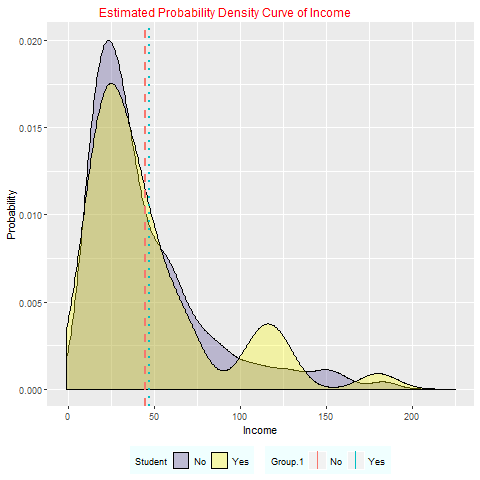 Estimated Probability Density Curve of Income
0.020
0.015
0.010
0.005
0.000
Probability
0 50 100 150 200
Income
Student No Yes Group.1 No Yes